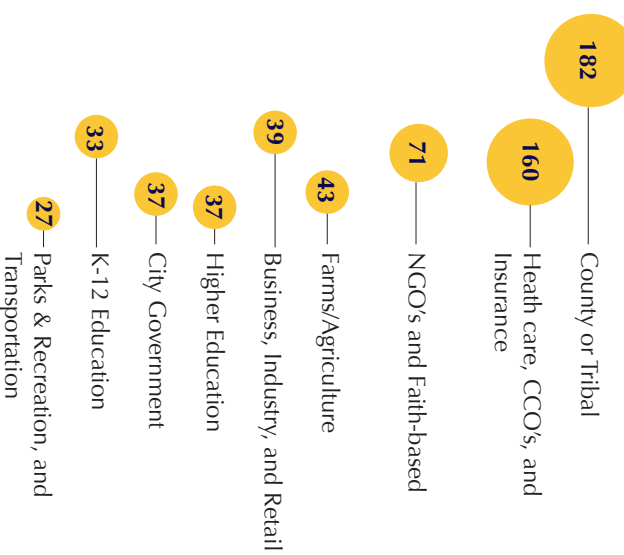 182
County or Tribal
160
Heath care, CCO's, and
Insurance
71
NGO's and Faith-based
43
Farms/Agriculture
39
Business, Industry, and Retail
37
Higher Education
37
City Government
33
K-12 Education
27
Parks & Recreation, and
Transportation